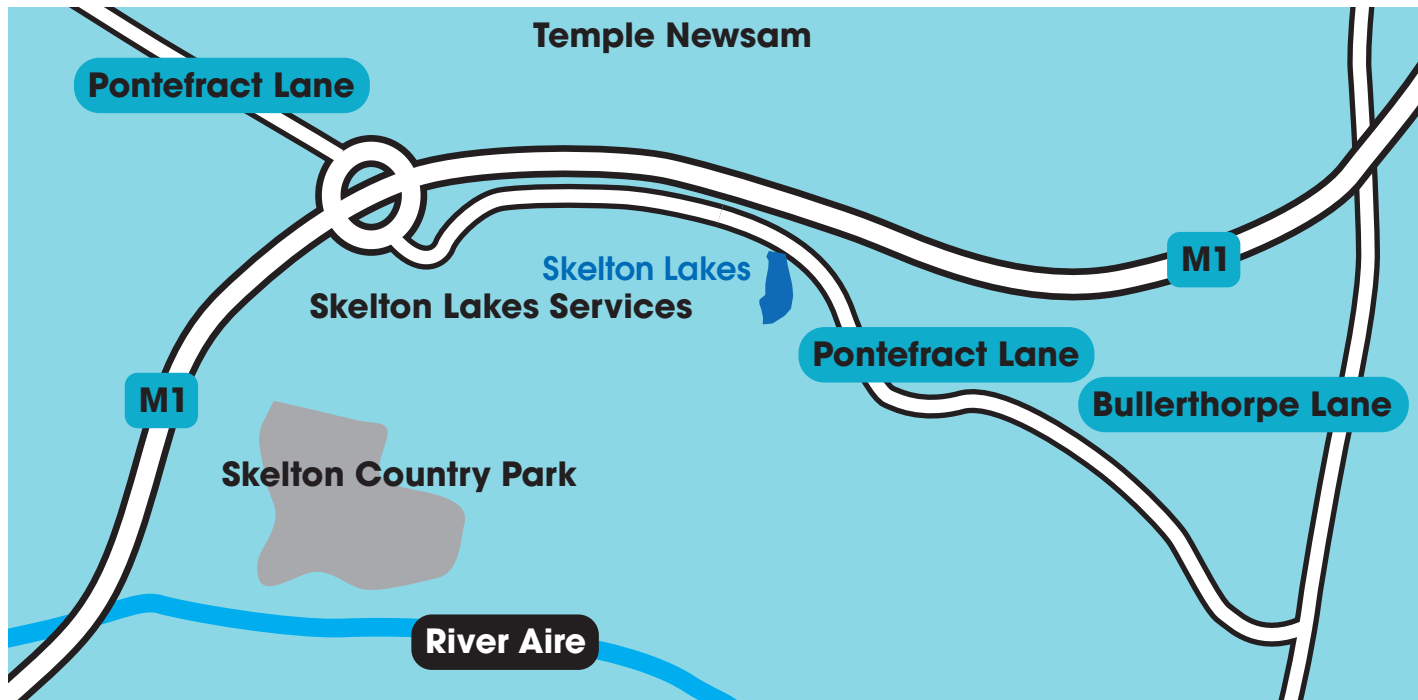 Temple Newsam
Pontefract Lane
M1
Skelton Lakes
Skelton Lakes Services
Pontefract Lane
M1
Bullerthorpe Lane
Skelton Country Park
River Aire